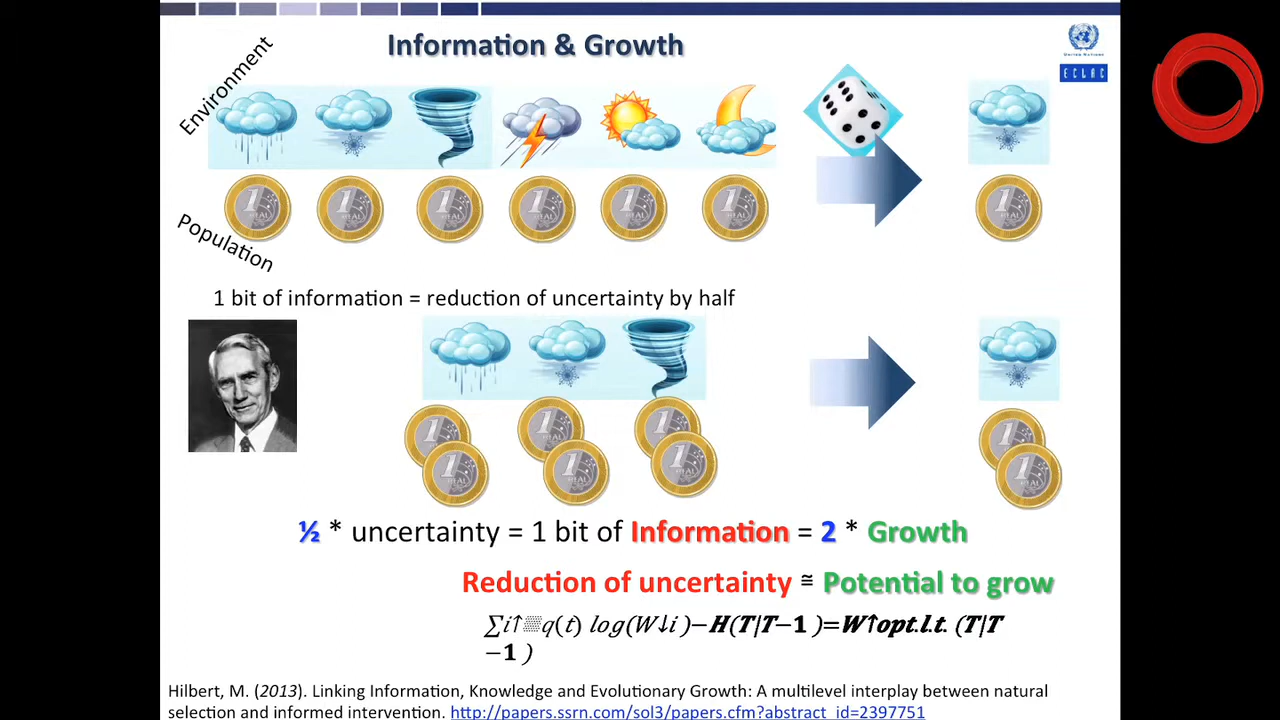 Information & Growth
UNITED NATIONS
ECLAC
Environment
Population
1 bit of information = reduction of uncertainty by half
½ * uncertainty = 1 bit of Information = 2 * Growth
Reduction of uncertainty ≅ Potential to grow
∑i↑▒q(t) log(W↓i )−H(T|T−1 )=W↑opt.l.t. (T|T
−1 )
Hilbert, M. (2013). Linking Information, Knowledge and Evolutionary Growth: A multilevel interplay between natural
selection and informed intervention. http://papers.ssrn.com/sol3/papers.cfm?abstract_id=2397751